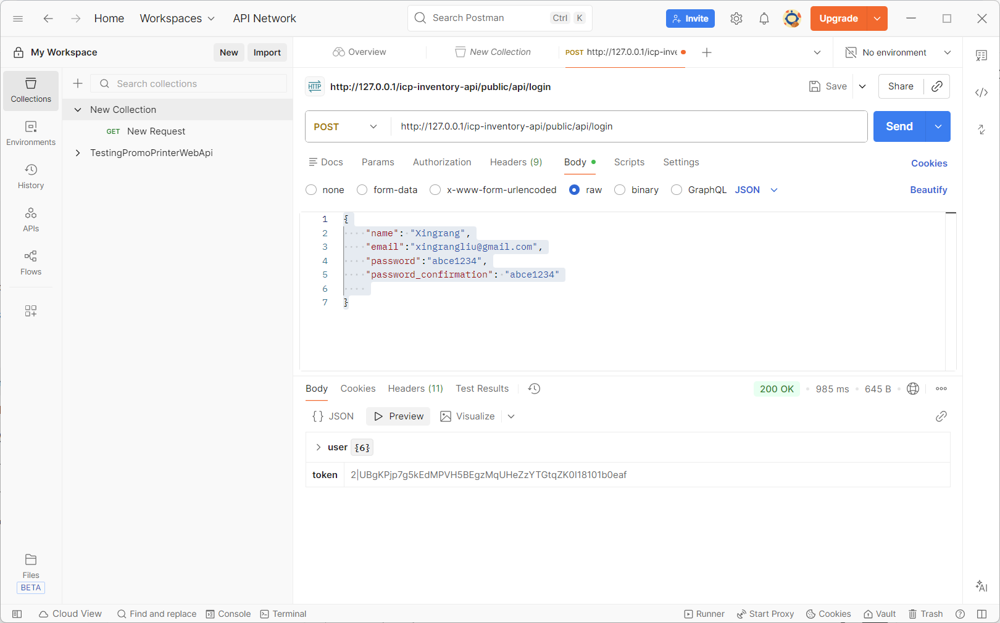 Home Workspaces API Network Search Postman Ctrl K Invite Upgrade
My Workspace New Import Overview New Collection POST http://127.0.0.1/icp-inve No environment
Collections
Search collections
HTTP http://127.0.0.1/icp-inventory-api/public/api/login Save Share
New Collection
GET New Request
TestingPromoPrinterWebApi
Environments
History
APIs
Flows
Files
BETA
POST http://127.0.0.1/icp-inventory-api/public/api/login Send
Docs Params Authorization Headers (9) Body Scripts Settings Cookies
none form-data x-www-form-urlencoded raw binary GraphQL JSON Beautify
1 {
2 "name": "Xingrang",
3 "email":"xingrangliu@gmail.com",
4 "password":"abce1234",
5 "password_confirmation": "abce1234"
6
7 }
Body Cookies Headers (11) Test Results 200 OK 985 ms 645 B
{} JSON Preview Visualize
user {6}
token 2|UBgKPjp7g5kEdMPVH5BEgzMqUHeZzYTGtqZK0I18101b0eaf
AI
Cloud View Find and replace Console Terminal Runner Start Proxy Cookies Vault Trash